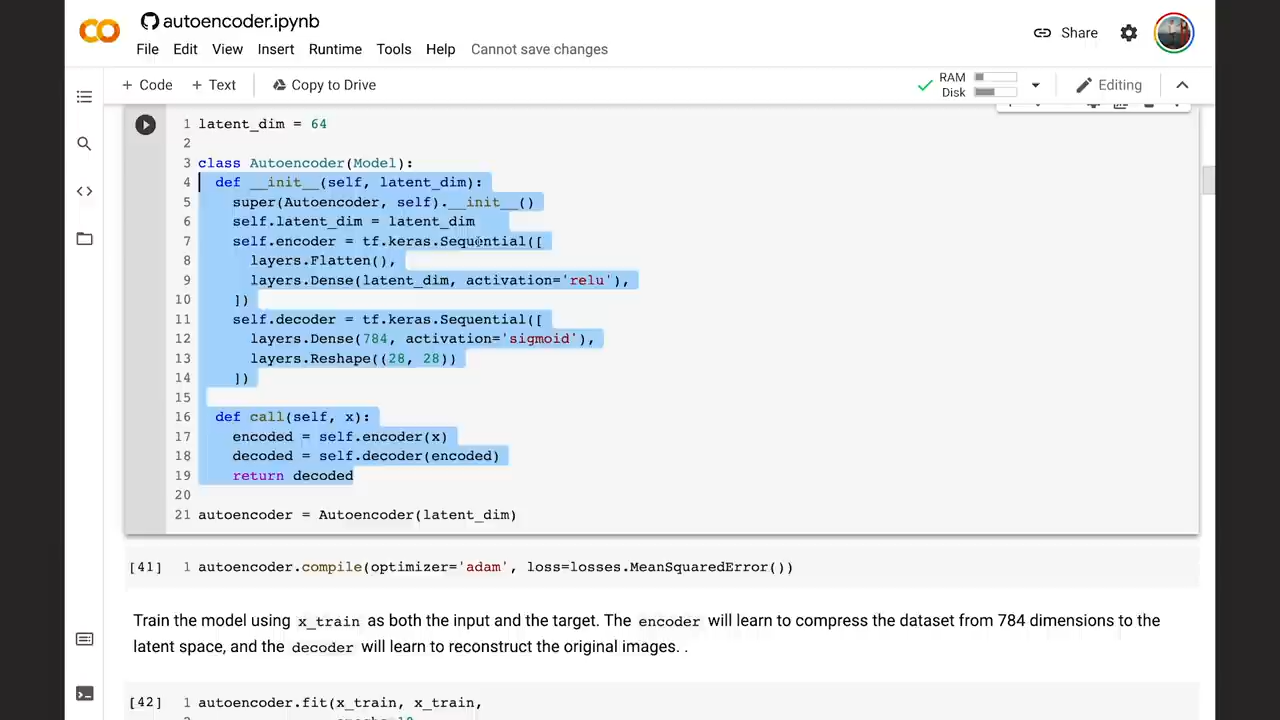 autoencoder.ipynb
File Edit View Insert Runtime Tools Help Cannot save changes
Share
+ Code + Text Copy to Drive
RAM
Disk
Editing
1 latent_dim = 64
2
3 class Autoencoder(Model):
4 def __init__(self, latent_dim):
5 super(Autoencoder, self).__init__()
6 self.latent_dim = latent_dim
7 self.encoder = tf.keras.Sequential([
8 layers.Flatten(),
9 layers.Dense(latent_dim, activation='relu'),
10 ])
11 self.decoder = tf.keras.Sequential([
12 layers.Dense(784, activation='sigmoid'),
13 layers.Reshape((28, 28))
14 ])
15
16 def call(self, x):
17 encoded = self.encoder(x)
18 decoded = self.decoder(encoded)
19 return decoded
20
21 autoencoder = Autoencoder(latent_dim)
[41] 1 autoencoder.compile(optimizer='adam', loss=losses.MeanSquaredError())
Train the model using x_train as both the input and the target. The encoder will learn to compress the dataset from 784 dimensions to the
latent space, and the decoder will learn to reconstruct the original images. .
[42] 1 autoencoder.fit(x_train, x_train,